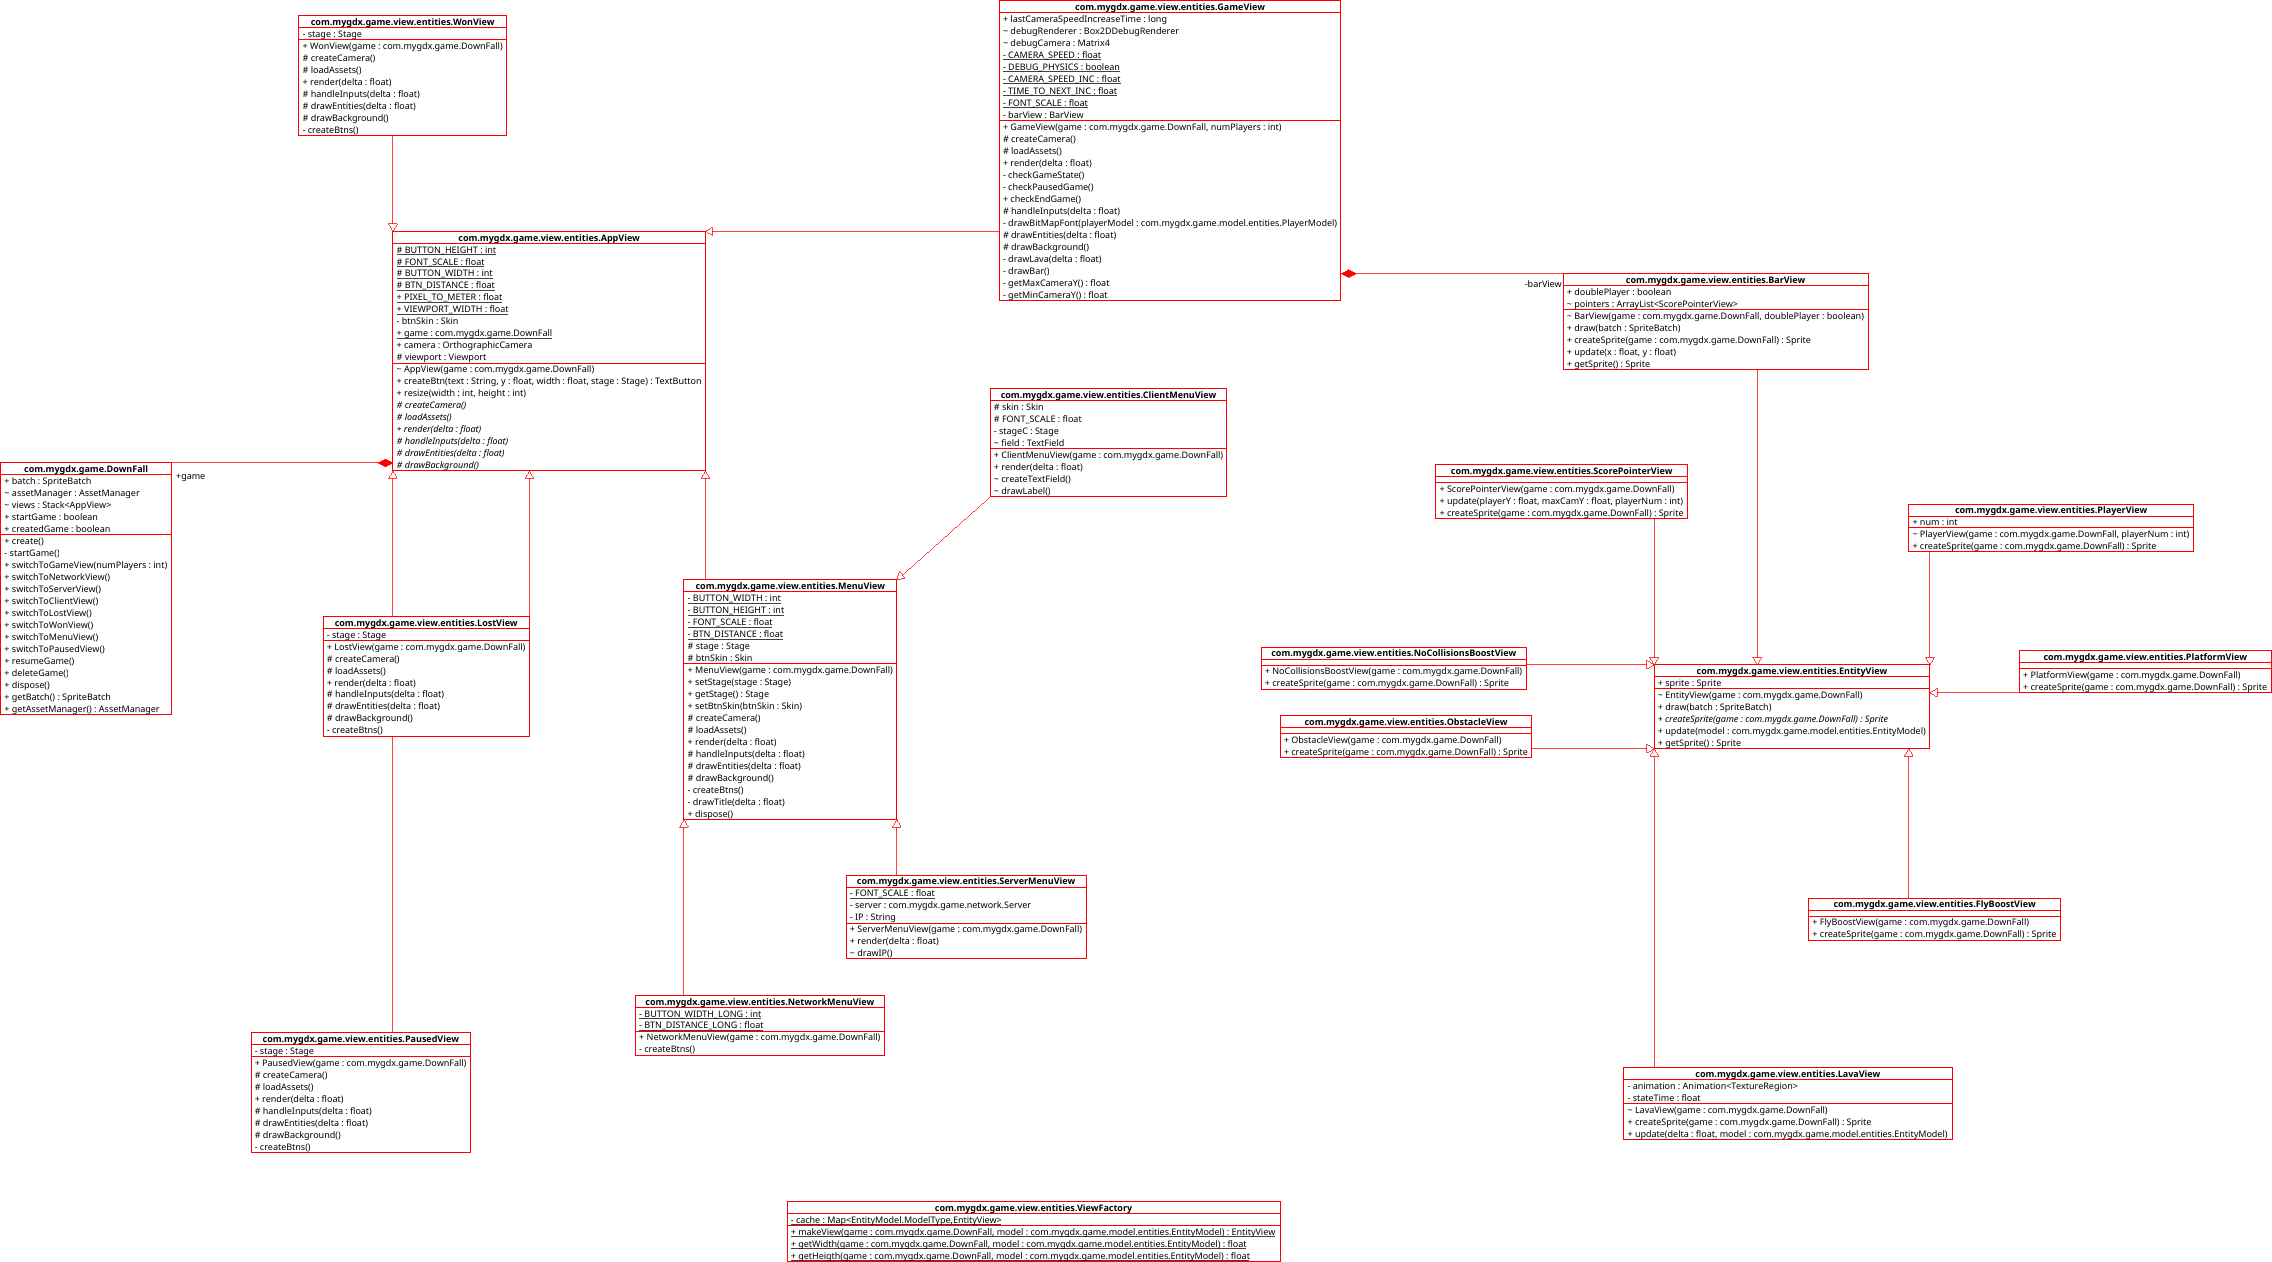 com.mygdx.game.view.entities.WonView
- stage : Stage
+ WonView(game : com.mygdx.game.DownFall)
# createCamera()
# loadAssets()
+ render(delta : float)
# handleInputs(delta : float)
# drawEntities(delta : float)
# drawBackground()
- createBtns()
com.mygdx.game.view.entities.GameView
+ lastCameraSpeedIncreaseTime : long
~ debugRenderer : Box2DDebugRenderer
~ debugCamera : Matrix4
- CAMERA_SPEED : float
- DEBUG_PHYSICS : boolean
- CAMERA_SPEED_INC : float
- TIME_TO_NEXT_INC : float
- FONT_SCALE : float
- barView : BarView
+ GameView(game : com.mygdx.game.DownFall, numPlayers : int)
# createCamera()
# loadAssets()
+ render(delta : float)
- checkGameState()
- checkPausedGame()
+ checkEndGame()
# handleInputs(delta : float)
- drawBitMapFont(playerModel : com.mygdx.game.model.entities.PlayerModel)
# drawEntities(delta : float)
# drawBackground()
- drawLava(delta : float)
- drawBar()
- getMaxCameraY() : float
- getMinCameraY() : float
com.mygdx.game.view.entities.AppView
# BUTTON_HEIGHT : int
# FONT_SCALE : float
# BUTTON_WIDTH : int
# BTN_DISTANCE : float
+ PIXEL_TO_METER : float
+ VIEWPORT_WIDTH : float
- btnSkin : Skin
+ game : com.mygdx.game.DownFall
+ camera : OrthographicCamera
# viewport : Viewport
~ AppView(game : com.mygdx.game.DownFall)
+ createBtn(text : String, y : float, width : float, stage : Stage) : TextButton
+ resize(width : int, height : int)
# createCamera()
# loadAssets()
+ render(delta : float)
# handleInputs(delta : float)
# drawEntities(delta : float)
# drawBackground()
-barView
com.mygdx.game.view.entities.BarView
+ doublePlayer : boolean
~ pointers : ArrayList<ScorePointerView>
~ BarView(game : com.mygdx.game.DownFall, doublePlayer : boolean)
+ draw(batch : SpriteBatch)
+ createSprite(game : com.mygdx.game.DownFall) : Sprite
+ update(x : float, y : float)
+ getSprite() : Sprite
com.mygdx.game.view.entities.ClientMenuView
# skin : Skin
# FONT_SCALE : float
- stageC : Stage
~ field : TextField
+ ClientMenuView(game : com.mygdx.game.DownFall)
+ render(delta : float)
~ createTextField()
~ drawLabel()
com.mygdx.game.DownFall
+ batch : SpriteBatch
~ assetManager : AssetManager
~ views : Stack<AppView>
+ startGame : boolean
+ createdGame : boolean
+ create()
- startGame()
+ switchToGameView(numPlayers : int)
+ switchToNetworkView()
+ switchToServerView()
+ switchToClientView()
+ switchToLostView()
+ switchToWonView()
+ switchToMenuView()
+ switchToPausedView()
+ resumeGame()
+ deleteGame()
+ dispose()
+ getBatch() : SpriteBatch
+ getAssetManager() : AssetManager
+game
com.mygdx.game.view.entities.ScorePointerView
+ ScorePointerView(game : com.mygdx.game.DownFall)
+ update(playerY : float, maxCamY : float, playerNum : int)
+ createSprite(game : com.mygdx.game.DownFall) : Sprite
com.mygdx.game.view.entities.PlayerView
+ num : int
~ PlayerView(game : com.mygdx.game.DownFall, playerNum : int)
+ createSprite(game : com.mygdx.game.DownFall) : Sprite
com.mygdx.game.view.entities.MenuView
- BUTTON_WIDTH : int
- BUTTON_HEIGHT : int
- FONT_SCALE : float
- BTN_DISTANCE : float
# stage : Stage
# btnSkin : Skin
+ MenuView(game : com.mygdx.game.DownFall)
+ setStage(stage : Stage)
+ getStage() : Stage
+ setBtnSkin(btnSkin : Skin)
# createCamera()
# loadAssets()
+ render(delta : float)
# handleInputs(delta : float)
# drawEntities(delta : float)
# drawBackground()
- createBtns()
- drawTitle(delta : float)
+ dispose()
com.mygdx.game.view.entities.LostView
- stage : Stage
+ LostView(game : com.mygdx.game.DownFall)
# createCamera()
# loadAssets()
+ render(delta : float)
# handleInputs(delta : float)
# drawEntities(delta : float)
# drawBackground()
- createBtns()
com.mygdx.game.view.entities.NoCollisionsBoostView
+ NoCollisionsBoostView(game : com.mygdx.game.DownFall)
+ createSprite(game : com.mygdx.game.DownFall) : Sprite
com.mygdx.game.view.entities.EntityView
+ sprite : Sprite
~ EntityView(game : com.mygdx.game.DownFall)
+ draw(batch : SpriteBatch)
+ createSprite(game : com.mygdx.game.DownFall) : Sprite
+ update(model : com.mygdx.game.model.entities.EntityModel)
+ getSprite() : Sprite
com.mygdx.game.view.entities.PlatformView
+ PlatformView(game : com.mygdx.game.DownFall)
+ createSprite(game : com.mygdx.game.DownFall) : Sprite
com.mygdx.game.view.entities.ObstacleView
+ ObstacleView(game : com.mygdx.game.DownFall)
+ createSprite(game : com.mygdx.game.DownFall) : Sprite
com.mygdx.game.view.entities.ServerMenuView
- FONT_SCALE : float
- server : com.mygdx.game.network.Server
- IP : String
+ ServerMenuView(game : com.mygdx.game.DownFall)
+ render(delta : float)
~ drawIP()
com.mygdx.game.view.entities.FlyBoostView
+ FlyBoostView(game : com.mygdx.game.DownFall)
+ createSprite(game : com.mygdx.game.DownFall) : Sprite
com.mygdx.game.view.entities.NetworkMenuView
- BUTTON_WIDTH_LONG : int
- BTN_DISTANCE_LONG : float
+ NetworkMenuView(game : com.mygdx.game.DownFall)
- createBtns()
com.mygdx.game.view.entities.PausedView
- stage : Stage
+ PausedView(game : com.mygdx.game.DownFall)
# createCamera()
# loadAssets()
+ render(delta : float)
# handleInputs(delta : float)
# drawEntities(delta : float)
# drawBackground()
- createBtns()
com.mygdx.game.view.entities.LavaView
- animation : Animation<TextureRegion>
- stateTime : float
~ LavaView(game : com.mygdx.game.DownFall)
+ createSprite(game : com.mygdx.game.DownFall) : Sprite
+ update(delta : float, model : com.mygdx.game.model.entities.EntityModel)
com.mygdx.game.view.entities.ViewFactory
- cache : Map<EntityModel.ModelType,EntityView>
+ makeView(game : com.mygdx.game.DownFall, model : com.mygdx.game.model.entities.EntityModel) : EntityView
+ getWidth(game : com.mygdx.game.DownFall, model : com.mygdx.game.model.entities.EntityModel) : float
+ getHeigth(game : com.mygdx.game.DownFall, model : com.mygdx.game.model.entities.EntityModel) : float